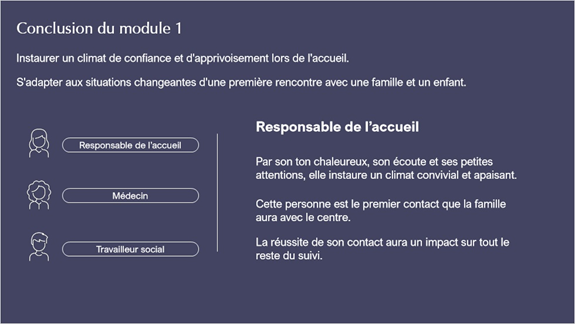 Conclusion du module 1
Instaurer un climat de confiance et d'apprivoisement lors de l'accueil.
S'adapter aux situations changeantes d'une première rencontre avec une famille et un enfant.
Responsable de l'accueil
Médecin
Travailleur social
Responsable de l’accueil
Par son ton chaleureux, son écoute et ses petites
attentions, elle instaure un climat convivial et apaisant.
Cette personne est le premier contact que la famille
aura avec le centre.
La réussite de son contact aura un impact sur tout le
reste du suivi.